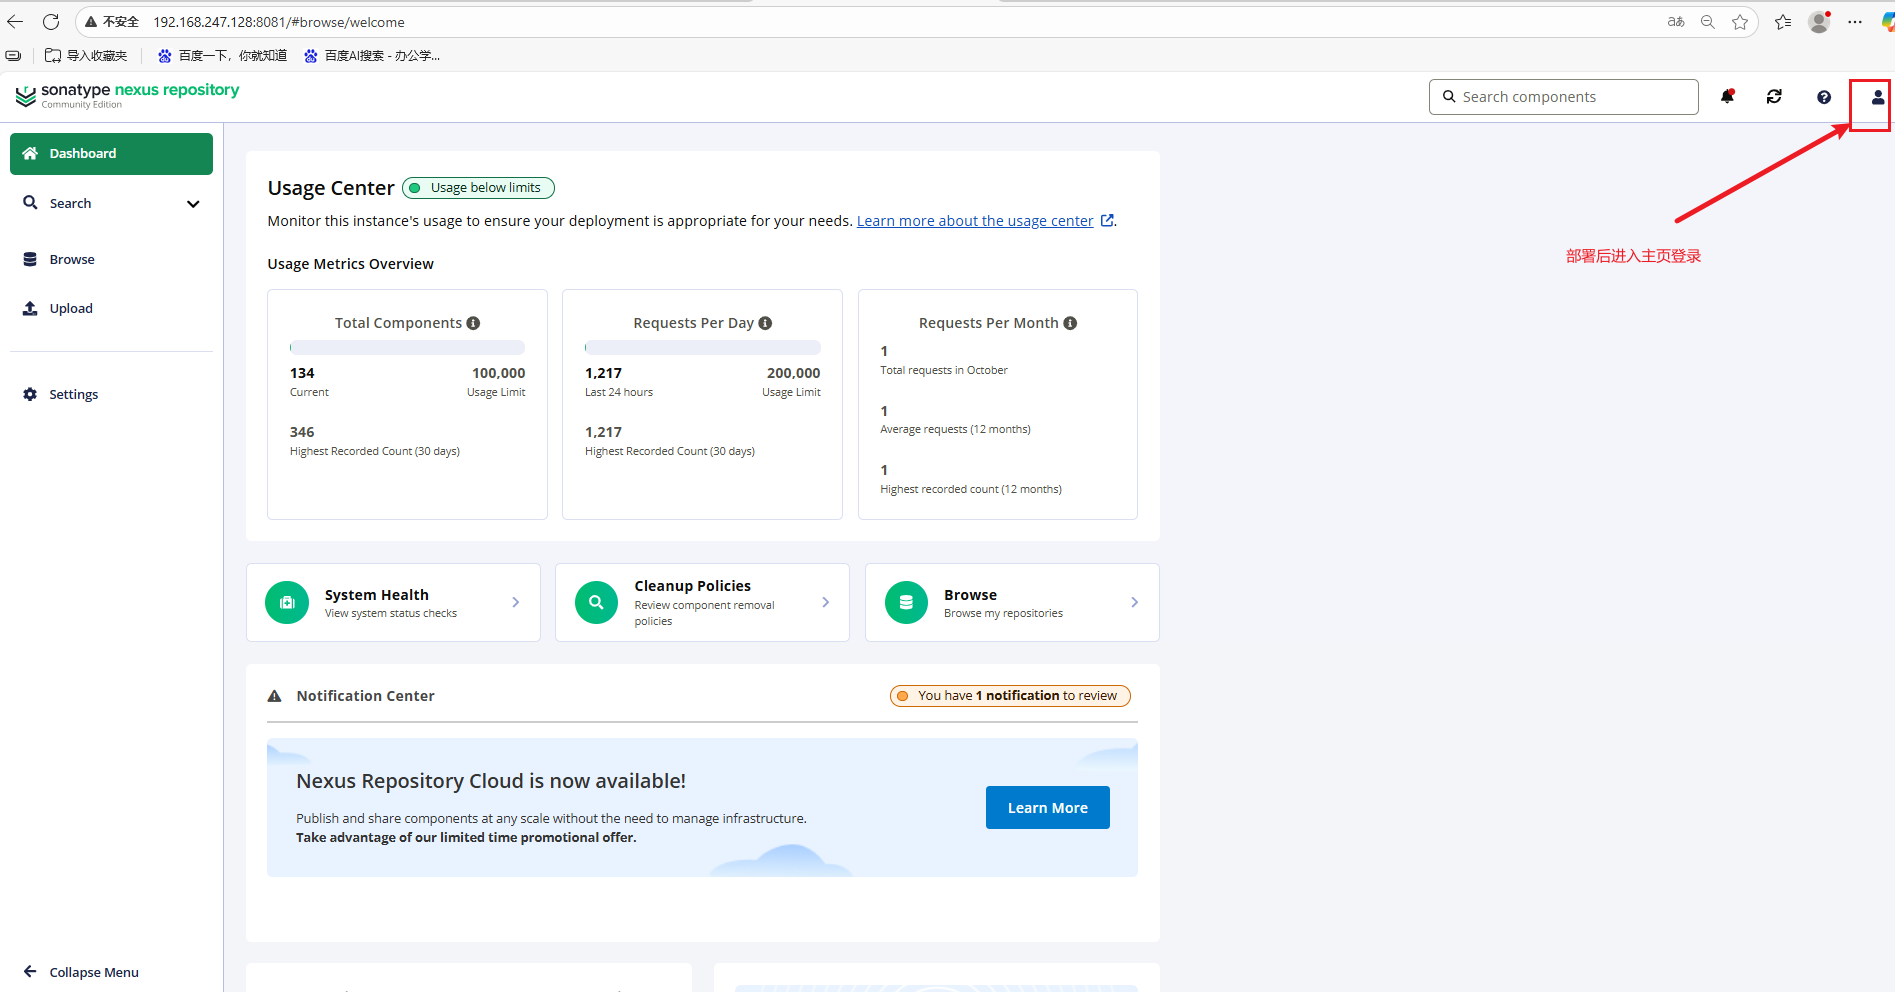 不安全 192.168.247.128:8081/#browse/welcome aあ
导入收藏夹 百度一下，你就知道 百度AI搜索 - 办公学...
sonatype nexus repository
Community Edition
Search components
Dashboard
Search
Browse
Upload
Settings
Collapse Menu
部署后进入主页登录
Usage Center Usage below limits
Monitor this instance's usage to ensure your deployment is appropriate for your needs. Learn more about the usage center.
Usage Metrics Overview
Total Components
134 100,000
Current Usage Limit
346
Highest Recorded Count (30 days)
Requests Per Day
1,217 200,000
Last 24 hours Usage Limit
1,217
Highest Recorded Count (30 days)
Requests Per Month
1
Total requests in October
1
Average requests (12 months)
1
Highest recorded count (12 months)
System Health
View system status checks
Cleanup Policies
Review component removal
policies
Browse
Browse my repositories
Notification Center You have 1 notification to review
Nexus Repository Cloud is now available!
Publish and share components at any scale without the need to manage infrastructure.
Take advantage of our limited time promotional offer.
Learn More